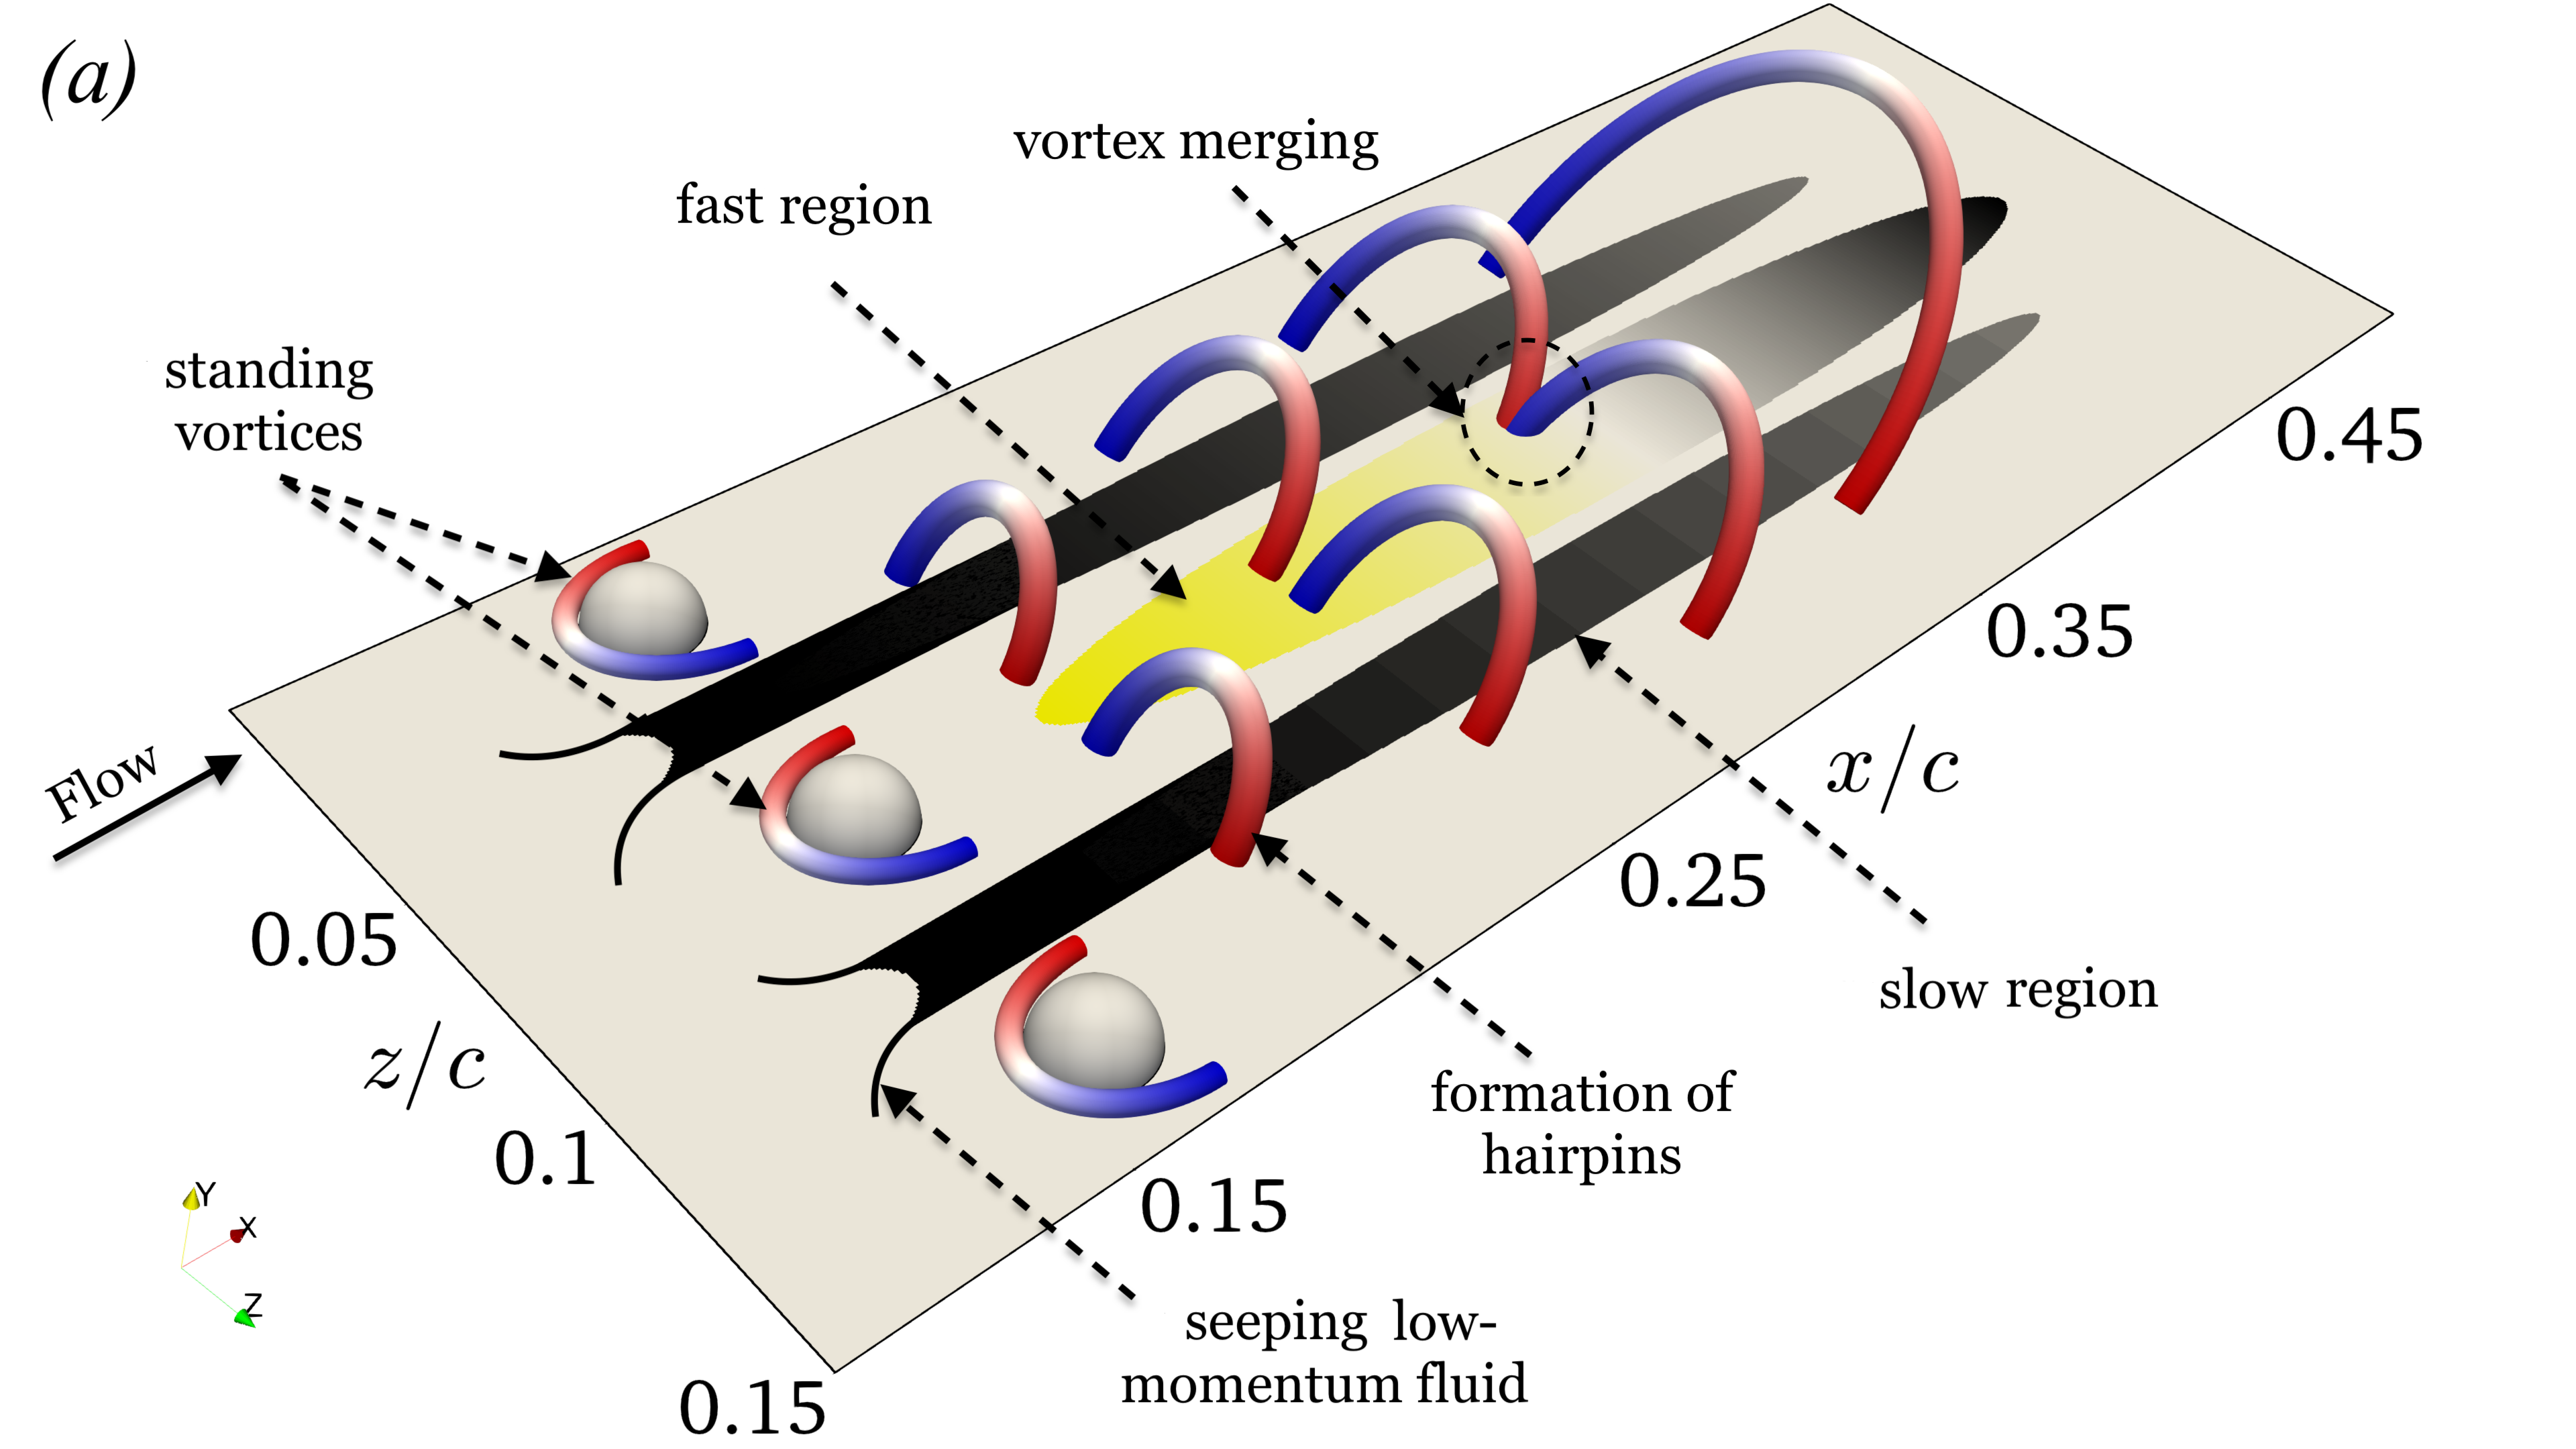 (a)
vortex merging
fast region
standing
vortices
Flow
0.45
0.35
x/c
0.25
0.05
slow region
z/c
formation of
hairpins
0.1
0.15
Y
X
Z
seeping low-
momentum fluid
0.15